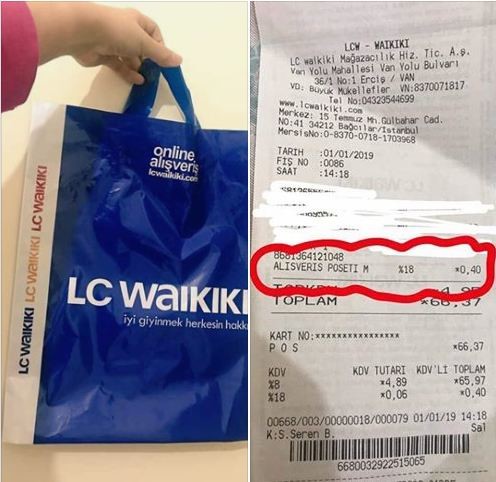 online
alışveriş
lcwaikiki.com
LC WAIKIKI LC WAIKIKI LC WAIKIKI
LC WAIKIKI
iyi giyinmek herkesin hakkı
LCW - WAIKIKI
LC waikiki Mağazacılık Hiz. Tic. A.ş.
Van Yolu Mahallesi Van Yolu Bulvarı
36/1 No:1 Erciş / VAN
VD: Büyük Mükellefler VN:8370071817
Tel No:04323544699
www.lcwaikiki.com
Merkez: 15 Temmuz Mh.Gülbahar Cad.
NO:41 34212 Bağcılar/İstanbul
MersisNo:0-8370-0718-1703968
TARİH :01/01/2019
FİŞ NO :0086
SAAT :14:18
8681364121048
ALISVERIS POSETI M %18 *0,40
TOPKDV *4,95
TOPLAM *66,37
KART NO:***************
P O S *66,37
KDV KDV TUTARI KDV'Lİ TOPLAM
%8 *4,89 *65,97
%18 *0,06 *0,40
00668/003/00000018/000079 01/01/19 14:18
K:S.Seren B. Sal
6680032922515065